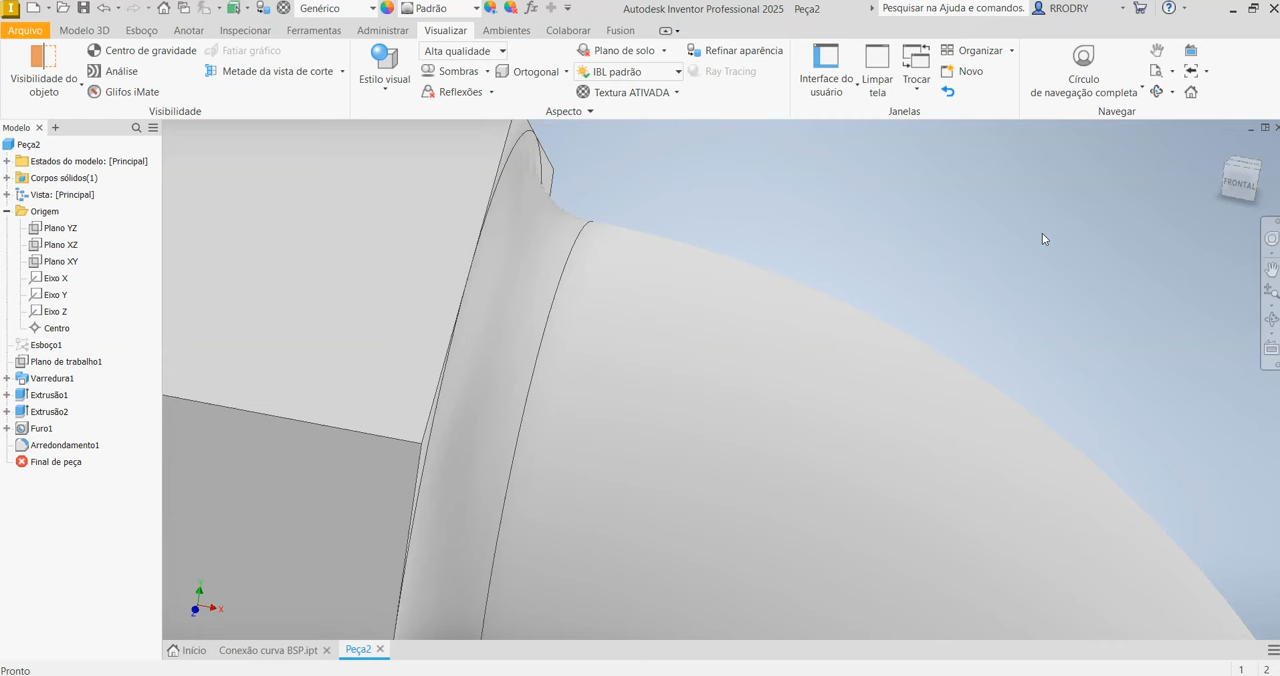 Genérico
Padrão
Autodesk Inventor Professional 2025 Peça2
Pesquisar na Ajuda e comandos.
RRODRY
Arquivo
Modelo 3D
Esboço
Anotar
Inspecionar
Ferramentas
Administrar
Visualizar
Ambientes
Colaborar
Fusion
Visibilidade do objeto
Centro de gravidade
Análise
Glifos iMate
Fatiar gráfico
Metade da vista de corte
Visibilidade
Estilo visual
Alta qualidade
Sombras
Reflexões
Ortogonal
Plano de solo
IBL padrão
Textura ATIVADA
Refinar aparência
Ray Tracing
Aspecto
Interface do usuário
Limpar tela
Trocar
Organizar
Novo
Janelas
Círculo
de navegação completa
Navegar
Modelo
Peça2
Estados do modelo: [Principal]
Corpos sólidos(1)
Vista: [Principal]
Origem
Plano YZ
Plano XZ
Plano XY
Eixo X
Eixo Y
Eixo Z
Centro
Esboço1
Plano de trabalho1
Varredura1
Extrusão1
Extrusão2
Furo1
Arredondamento1
Final de peça
FRONTAL
Y
X
Z
Início
Conexão curva BSP.ipt
Peça2
Pronto
1 2